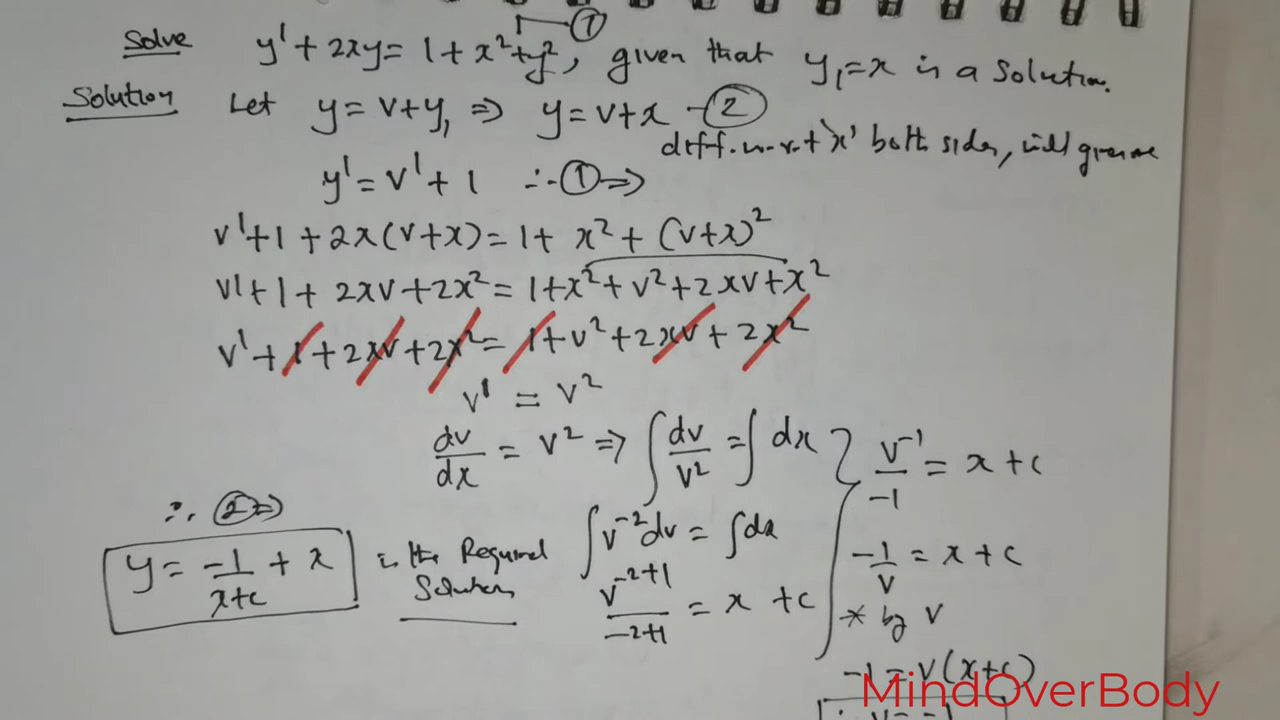 Solve y' + 2xy = 1 + x² + y², ① given that y₁ = x is a solution.
Solution Let y = v + y₁ ⇒ y = v + x — ②
diff. w.r.t 'x' both sides, will give me
y' = v' + 1 ∴ ① ⇒
v' + 1 + 2x(v+x) = 1 + x² + (v+x)²
v' + 1 + 2xv + 2x² = 1 + x² + v² + 2xv + x²
v' + 1 + 2xv + 2x² = 1 + v² + 2xv + 2x²
v' = v²
dv/dx = v² ⇒ ∫ dv/v² = ∫ dx
∫ v⁻² dv = ∫ dx
v⁻²⁺¹/-2+1 = x + c
v⁻¹/-1 = x + c
-1/v = x + c
* by v
-1 = v(x+c)
∴ v = -1
∴ ② ⇒
y = -1/x+c + x is the Required
Solution
MindOverBody